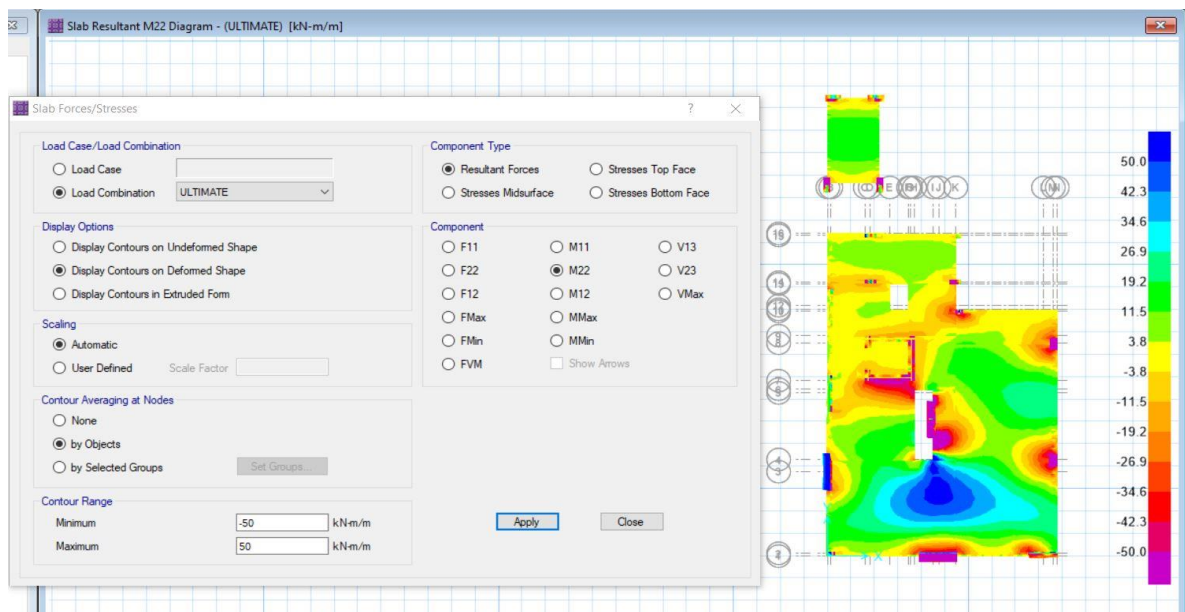 Slab Resultant M22 Diagram - (ULTIMATE) [kN-m/m]
Slab Forces/Stresses
?
Load Case/Load Combination
Load Case
Load Combination ULTIMATE
Display Options
Display Contours on Undeformed Shape
Display Contours on Deformed Shape
Display Contours in Extruded Form
Scaling
Automatic
User Defined Scale Factor
Contour Averaging at Nodes
None
by Objects
by Selected Groups Set Groups...
Contour Range
Minimum -50 kN-m/m
Maximum 50 kN-m/m
Component Type
Resultant Forces Stresses Top Face
Stresses Midsurface Stresses Bottom Face
Component
F11 M11 V13
F22 M22 V23
F12 M12 VMax
FMax MMax
FMin MMin
FVM Show Arrows
Apply Close
E I J K
50.0
42.3
34.6
26.9
19.2
11.5
3.8
-3.8
-11.5
-19.2
-26.9
-34.6
-42.3
-50.0
X